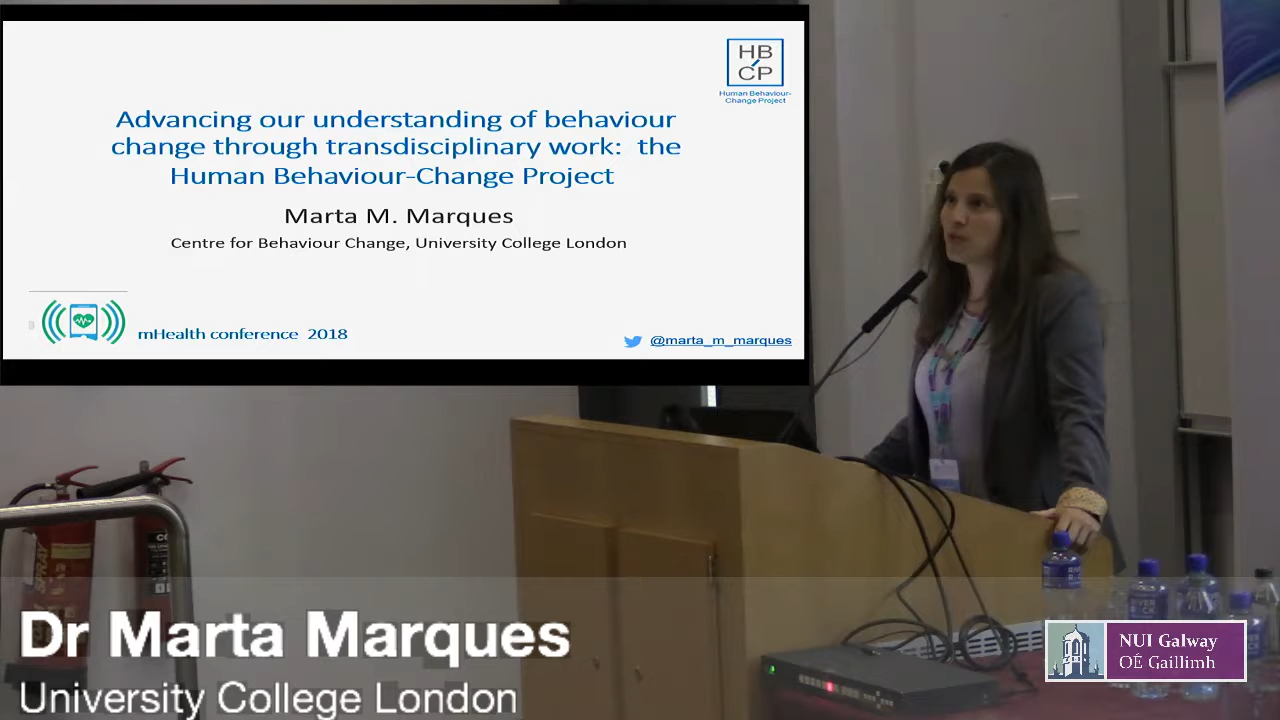 HB
CP
Human Behaviour-
Change Project
Advancing our understanding of behaviour
change through transdisciplinary work:  the
Human Behaviour-Change Project
Marta M. Marques
Centre for Behaviour Change, University College London
mHealth conference  2018
@marta_m_marques
SPRAY
Dr Marta Marques
University College London
NUI Galway
OÉ Gaillimh